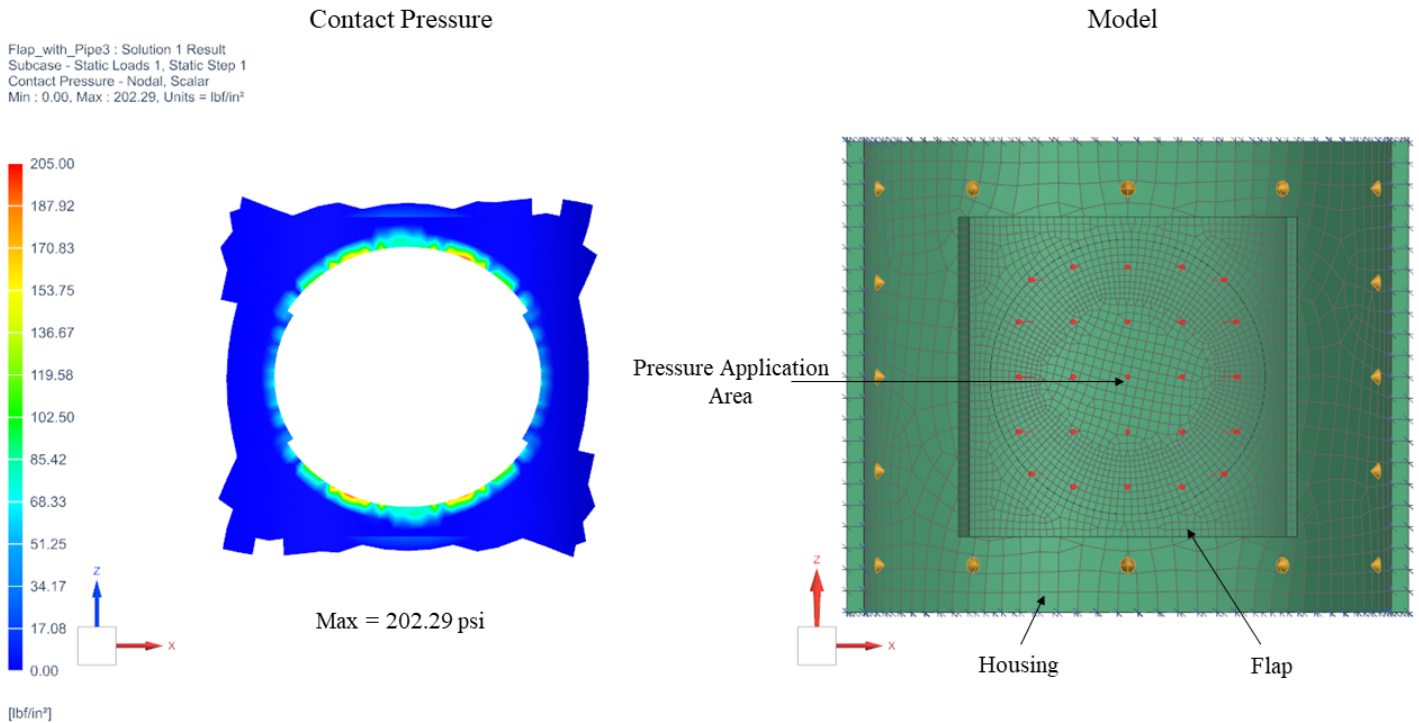 Contact Pressure
Model
Flap_with_Pipe3 : Solution 1 Result
Subcase - Static Loads 1, Static Step 1
Contact Pressure - Nodal, Scalar
Min : 0.00, Max : 202.29, Units = lbf/in²
205.00
187.92
170.83
153.75
136.67
119.58
102.50
85.42
68.33
51.25
34.17
17.08
0.00
[lbf/in²]
Z
X
Max = 202.29 psi
Pressure Application
Area
Z
X
Housing
Flap